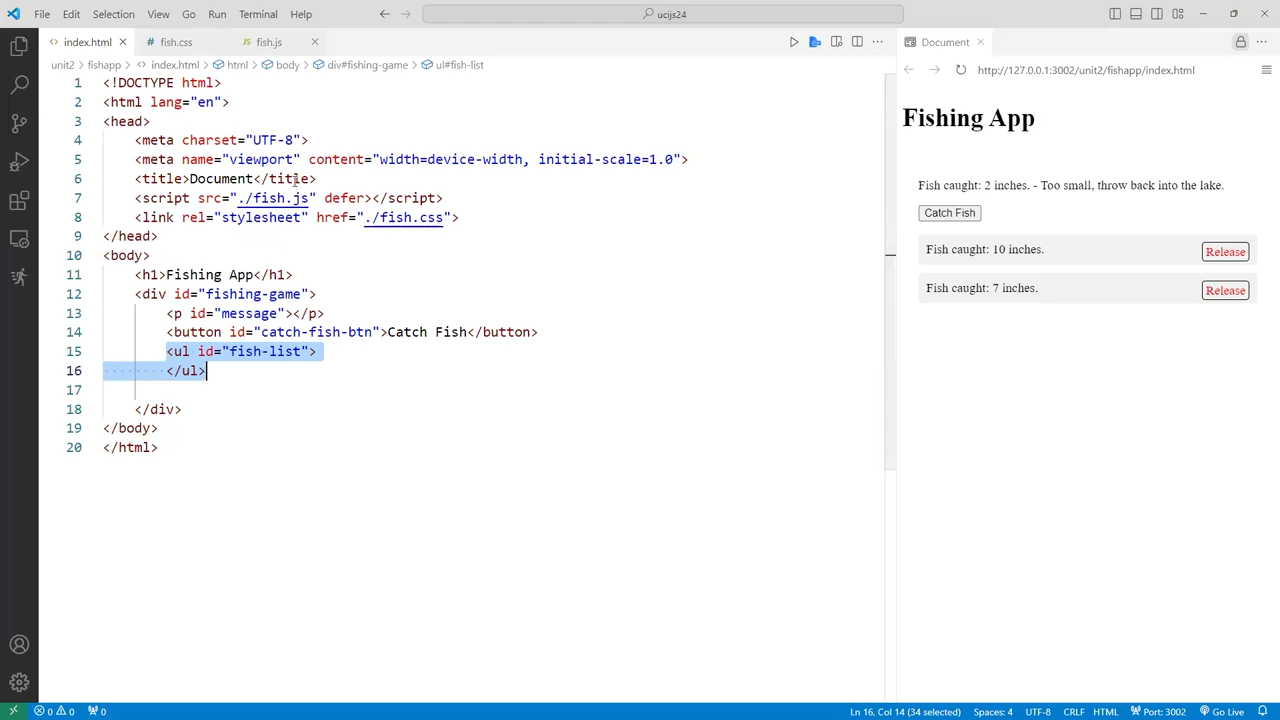 File Edit Selection View Go Run Terminal Help
ucijs24
index.html
fish.css
fish.js
unit2 > fishapp > index.html > html > body > div#fishing-game > ul#fish-list
1 <!DOCTYPE html>
2 <html lang="en">
3 <head>
4 <meta charset="UTF-8">
5 <meta name="viewport" content="width=device-width, initial-scale=1.0">
6 <title>Document</title>
7 <script src="./fish.js" defer></script>
8 <link rel="stylesheet" href="./fish.css">
9 </head>
10 <body>
11 <h1>Fishing App</h1>
12 <div id="fishing-game">
13 <p id="message"></p>
14 <button id="catch-fish-btn">Catch Fish</button>
15 <ul id="fish-list">
16 </ul>
17
18 </div>
19 </body>
20 </html>
Document
http://127.0.0.1:3002/unit2/fishapp/index.html
Fishing App
Fish caught: 2 inches. - Too small, throw back into the lake.
Catch Fish
Fish caught: 10 inches. Release
Fish caught: 7 inches. Release
0 0 0 Ln 16, Col 14 (34 selected) Spaces: 4 UTF-8 CRLF HTML Port: 3002 Go Live